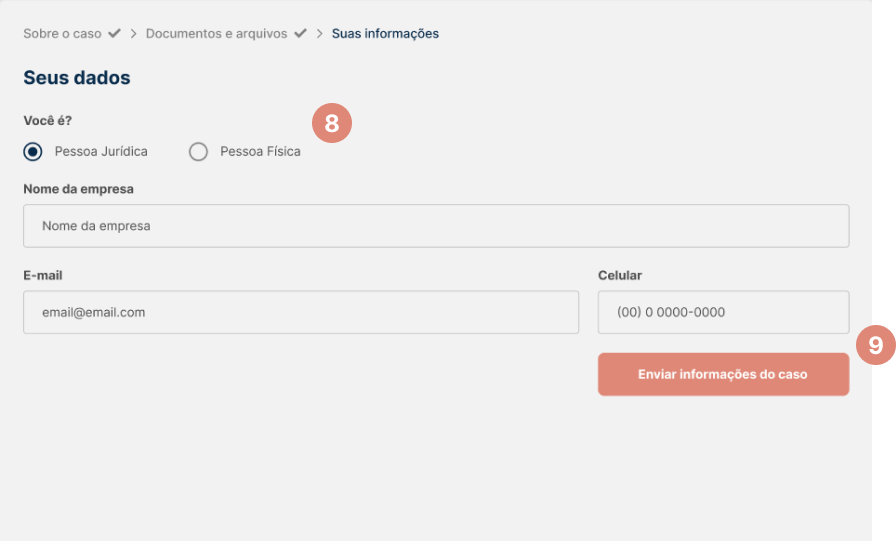 Sobre o caso > Documentos e arquivos > Suas informações
Seus dados
Você é?
8
Pessoa Jurídica Pessoa Física
Nome da empresa
Nome da empresa
E-mail Celular
email@email.com (00) 0 0000-0000
9
Enviar informações do caso